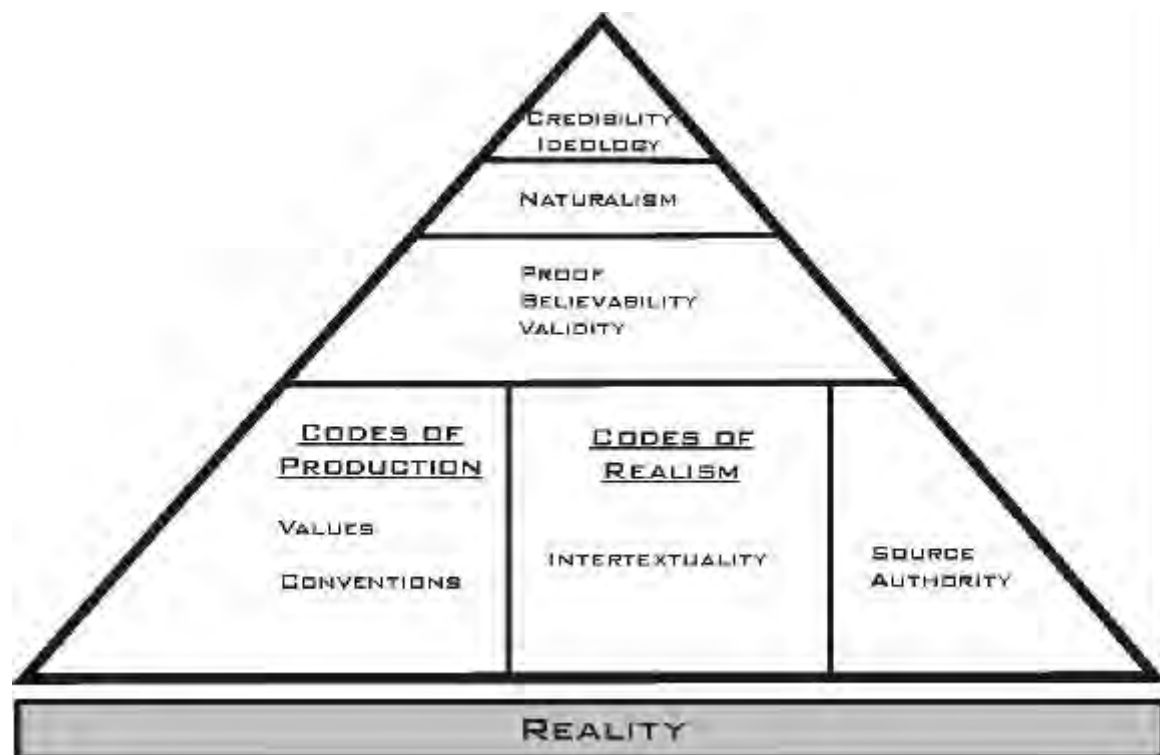 CREDIBILITY
IDEOLOGY
NATURALISM
PROOF
BELIEVABILITY
VALIDITY
CODES OF
PRODUCTION
VALUES
CONVENTIONS
CODES OF
REALISM
INTERTEXTUALITY
SOURCE
AUTHORITY
REALITY